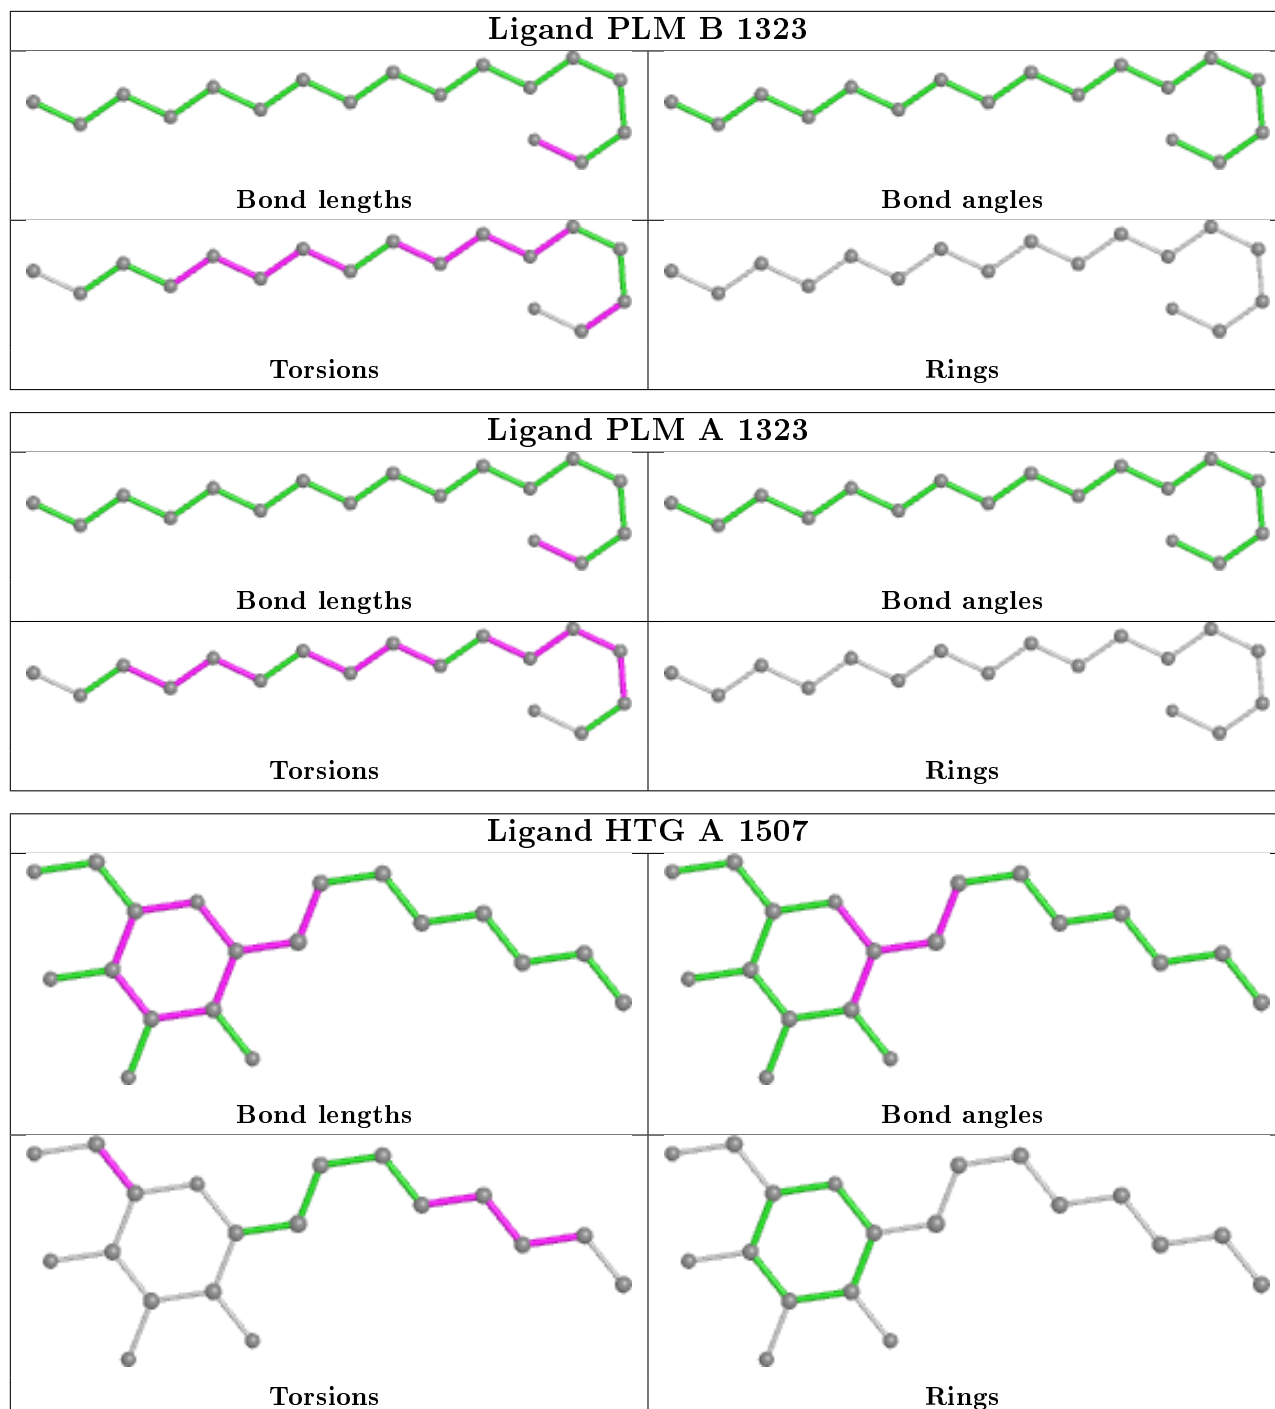 Ligand PLM B 1323
Bond lengths
Bond angles
Torsions
Rings
Ligand PLM A 1323
Bond lengths
Bond angles
Torsions
Rings
Ligand HTG A 1507
Bond lengths
Bond angles
Torsions
Rings